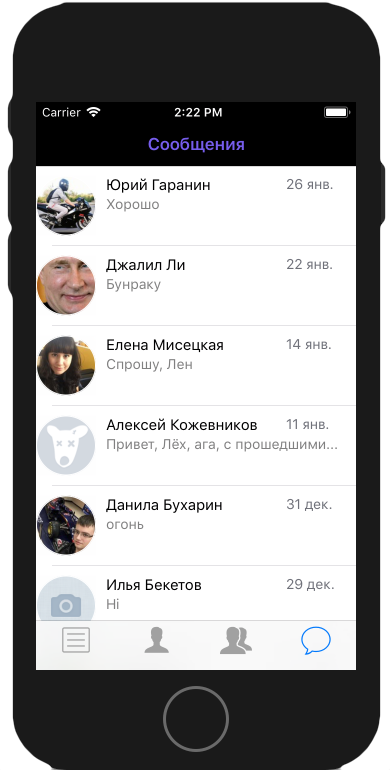 Carrier 2:22 PM
Сообщения
Юрий Гаранин 26 янв.
Хорошо
Джалил Ли 22 янв.
Бунраку
Елена Мисецкая 14 янв.
Спрошу, Лен
Алексей Кожевников 11 янв.
Привет, Лёх, ага, с прошедшими...
Данила Бухарин 31 дек.
огонь
Илья Бекетов 29 дек.
Hi